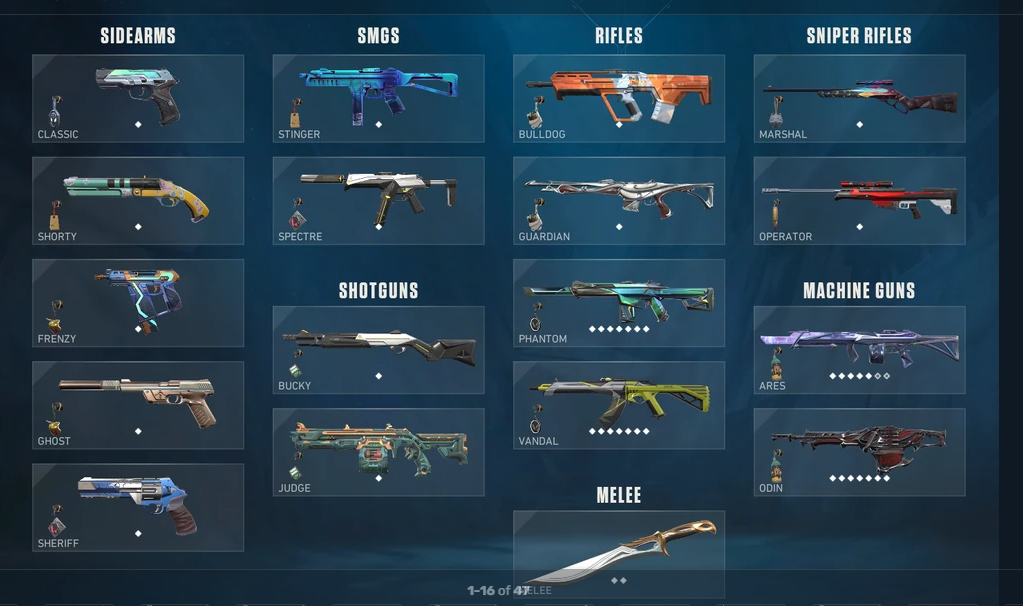 SIDEARMS
CLASSIC
SHORTY
FRENZY
GHOST
SHERIFF
SMGS
STINGER
SPECTRE
SHOTGUNS
BUCKY
JUDGE
RIFLES
BULLDOG
GUARDIAN
PHANTOM
VANDAL
MELEE
MELEE
SNIPER RIFLES
MARSHAL
OPERATOR
MACHINE GUNS
ARES
ODIN
1-16 of 47